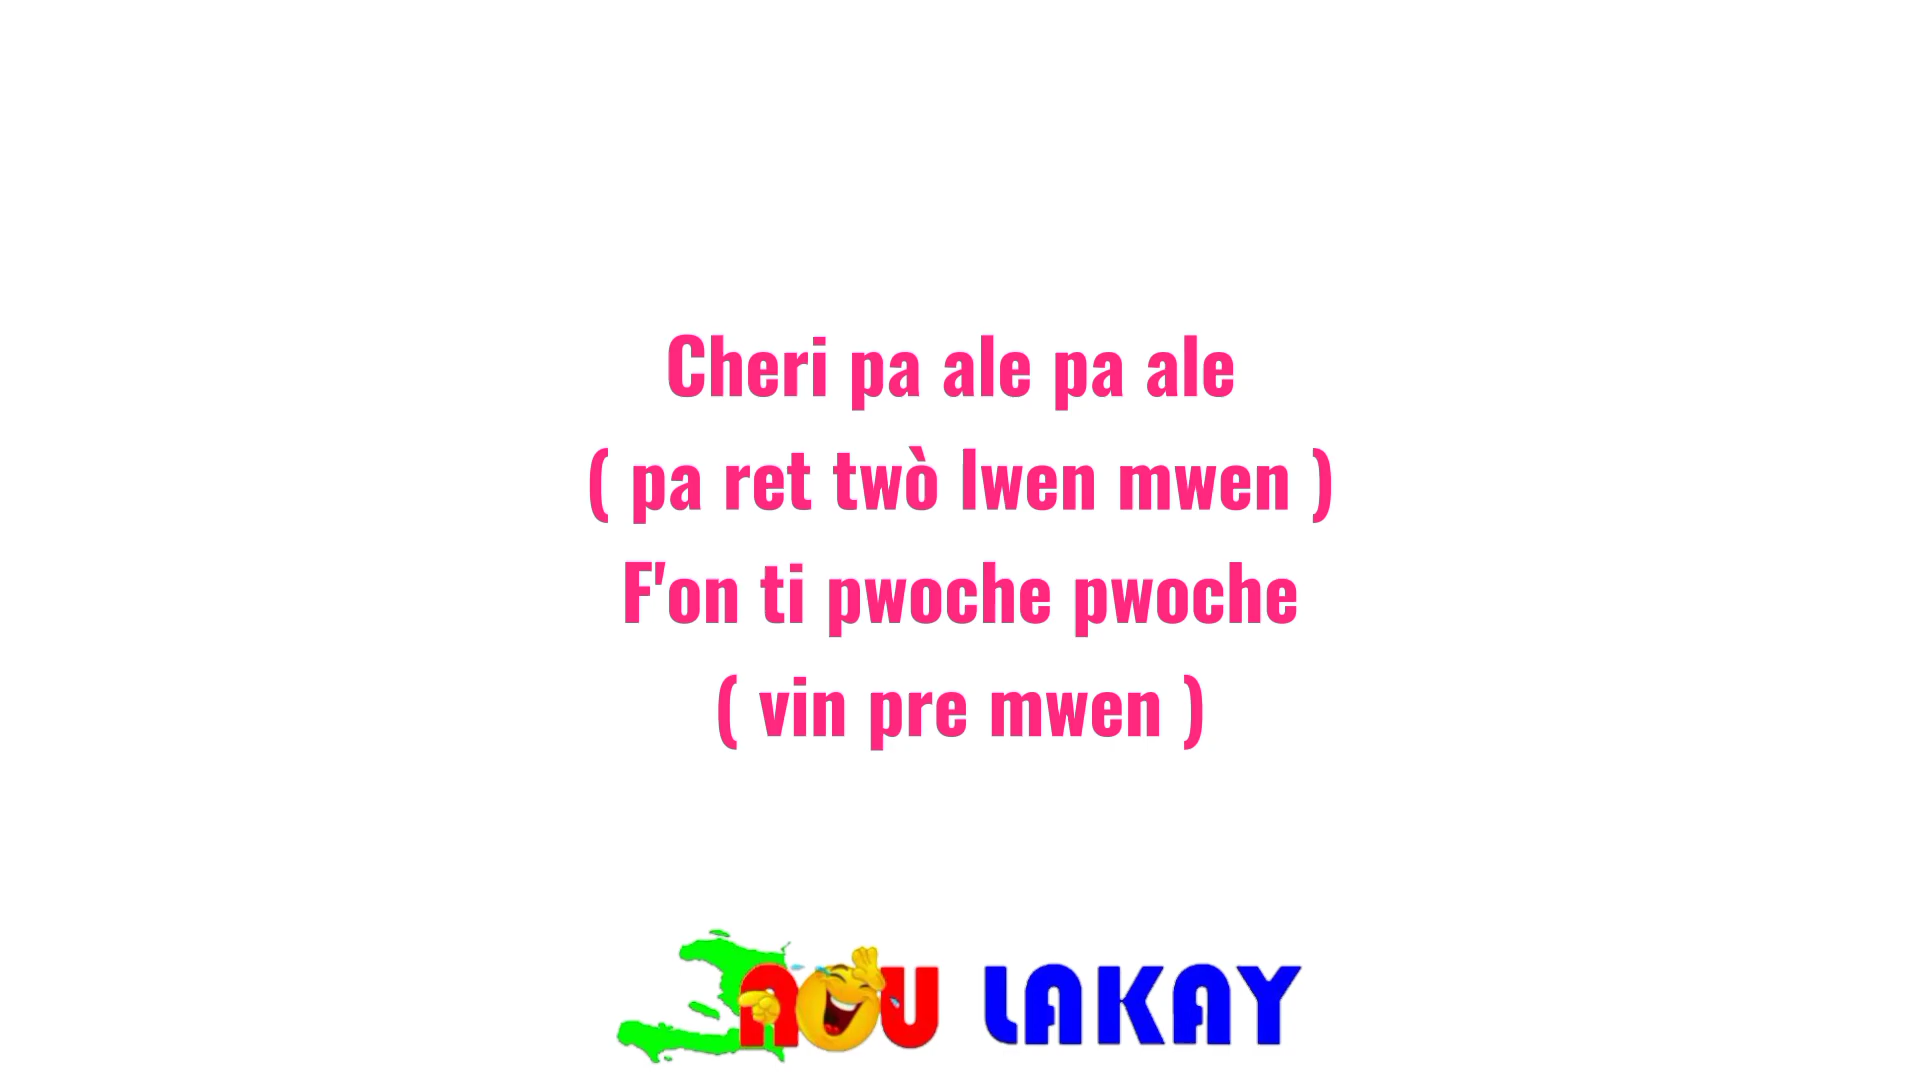 Cheri pa ale pa ale
( pa ret twò lwen mwen )
F'on ti pwoche pwoche
( vin pre mwen )
NOU LAKAY